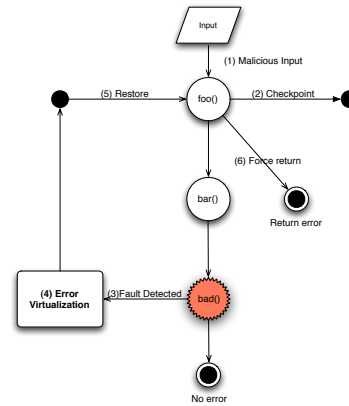 Input
(1) Malicious Input
(5) Restore
foo()
(2) Checkpoint
(6) Force return
bar()
Return error
(4) Error
Virtualization
(3)Fault Detected
bad()
No error